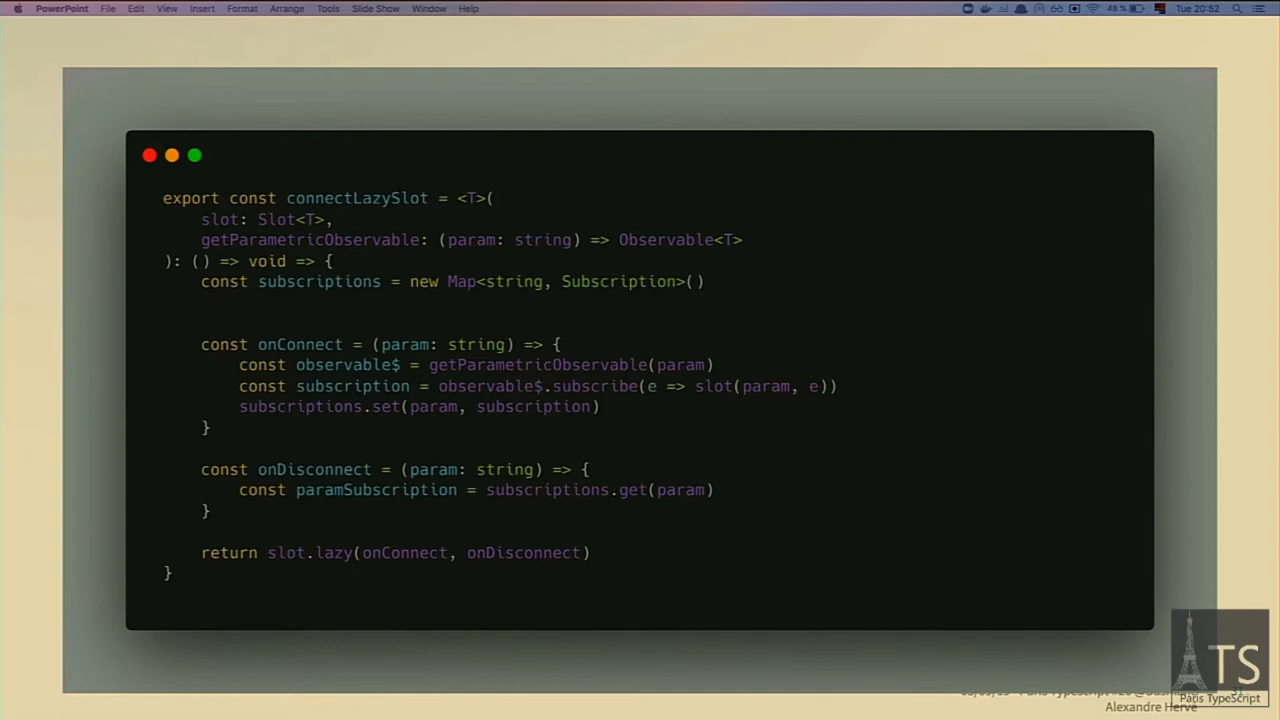 PowerPoint File Edit View Insert Format Arrange Tools Slide Show Window Help 48% Tue 20:52
export const connectLazySlot = <T>(
slot: Slot<T>,
getParametricObservable: (param: string) => Observable<T>
): () => void => {
const subscriptions = new Map<string, Subscription>()
const onConnect = (param: string) => {
const observable$ = getParametricObservable(param)
const subscription = observable$.subscribe(e => slot(param, e))
subscriptions.set(param, subscription)
}
const onDisconnect = (param: string) => {
const paramSubscription = subscriptions.get(param)
}
return slot.lazy(onConnect, onDisconnect)
}
TS
Paris TypeScript
Alexandre Hervé